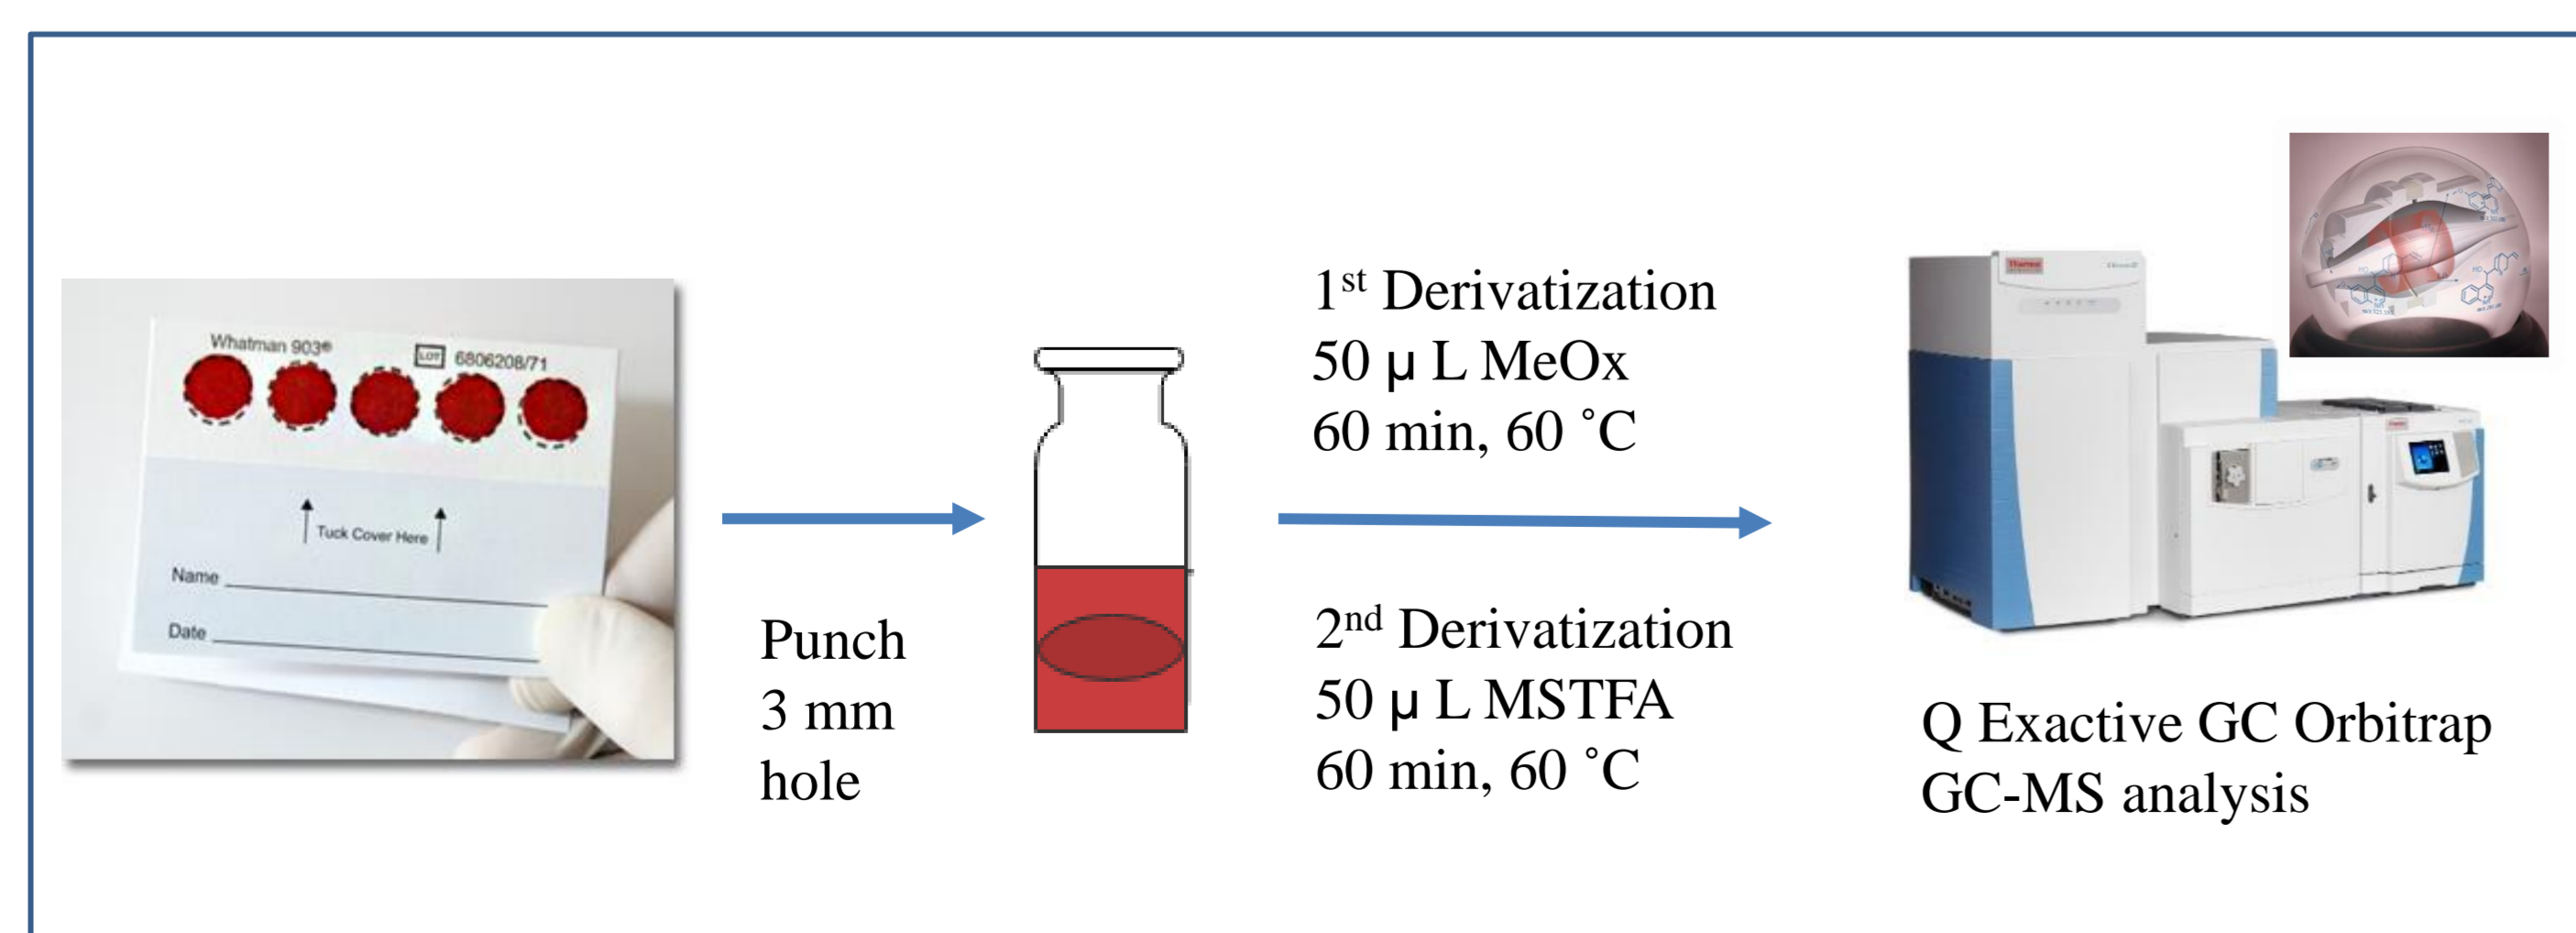 Whatman 903®
LOT 6806208/71
Tuck Cover Here
Name
Date
Punch
3 mm
hole
1st Derivatization
50 μ L MeOx
60 min, 60 ˚C
2nd Derivatization
50 μ L MSTFA
60 min, 60 ˚C
Q Exactive GC Orbitrap
GC-MS analysis